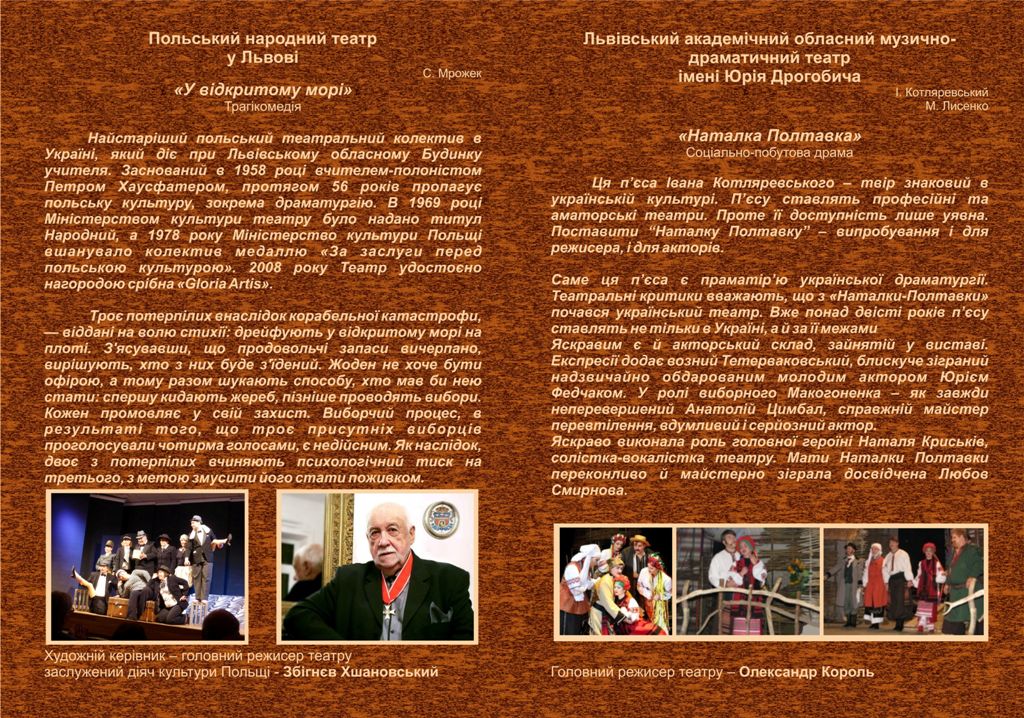 Польський народний театр
у Львові
С. Мрожек
«У відкритому морі»
Трагікомедія
Найстаріший польський театральний колектив в
Україні, який діє при Львівському обласному Будинку
учителя. Заснований в 1958 році вчителем-полоністом
Петром Хаусфатером, протягом 56 років пропагує
польську культуру, зокрема драматургію. В 1969 році
Міністерством культури театру було надано титул
Народний, а 1978 року Міністерство культури Польщі
вшанувало колектив медаллю «За заслуги перед
польською культурою». 2008 року Театр удостоєно
нагородою срібна «Gloria Artis».
Троє потерпілих внаслідок корабельної катастрофи,
— віддані на волю стихії: дрейфують у відкритому морі на
плоті. З'ясувавши, що продовольчі запаси вичерпано,
вирішують, хто з них буде з'їдений. Жоден не хоче бути
офірою, а тому разом шукають способу, хто мав би нею
стати: спершу кидають жереб, пізніше проводять вибори.
Кожен промовляє у свій захист. Виборчий процес, в
результаті того, що троє присутніх виборців
проголосували чотирма голосами, є недійсним. Як наслідок,
двоє з потерпілих вчиняють психологічний тиск на
третього, з метою змусити його стати поживком.
Художній керівник – головний режисер театру
заслужений діяч культури Польщі - Збігнєв Хшановський
Львівський академічний обласний музично-
драматичний театр
імені Юрія Дрогобича
І. Котляревський
М. Лисенко
«Наталка Полтавка»
Соціально-побутова драма
Ця п’єса Івана Котляревського – твір знаковий в
українській культурі. П’єсу ставлять професійні та
аматорські театри. Проте її доступність лише уявна.
Поставити “Наталку Полтавку” – випробування і для
режисера, і для акторів.
Саме ця п’єса є праматір’ю української драматургії.
Театральні критики вважають, що з «Наталки-Полтавки»
почався український театр. Вже понад двісті років п’єсу
ставлять не тільки в Україні, а й за її межами
Яскравим є й акторський склад, зайнятій у виставі.
Експресії додає возний Тетерваковський, блискуче зіграний
надзвичайно обдарованим молодим актором Юрієм
Федчаком. У ролі виборного Макогоненка – як завжди
неперевершений Анатолій Цимбал, справжній майстер
перевтілення, вдумливий і серйозний актор.
Яскраво виконала роль головної героїні Наталя Криськів,
солістка-вокалістка театру. Мати Наталки Полтавки
переконливо й майстерно зіграла досвідчена Любов
Смирнова.
Головний режисер театру – Олександр Король